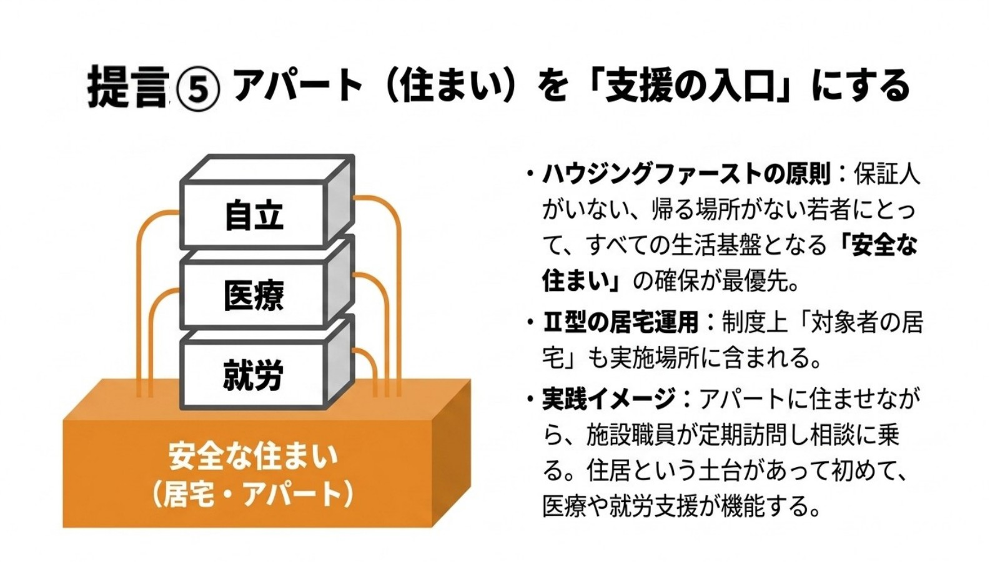 提言⑤ アパート（住まい）を「支援の入口」にする
自立
医療
就労
安全な住まい
（居宅・アパート）
・ハウジングファーストの原則：保証人
がいない、帰る場所がない若者にとっ
て、すべての生活基盤となる「安全な
住まい」の確保が最優先。
・Ⅱ型の居宅運用：制度上「対象者の居
宅」も実施場所に含まれる。
・実践イメージ：アパートに住ませなが
ら、施設職員が定期訪問し相談に乗
る。住居という土台があって初めて、
医療や就労支援が機能する。